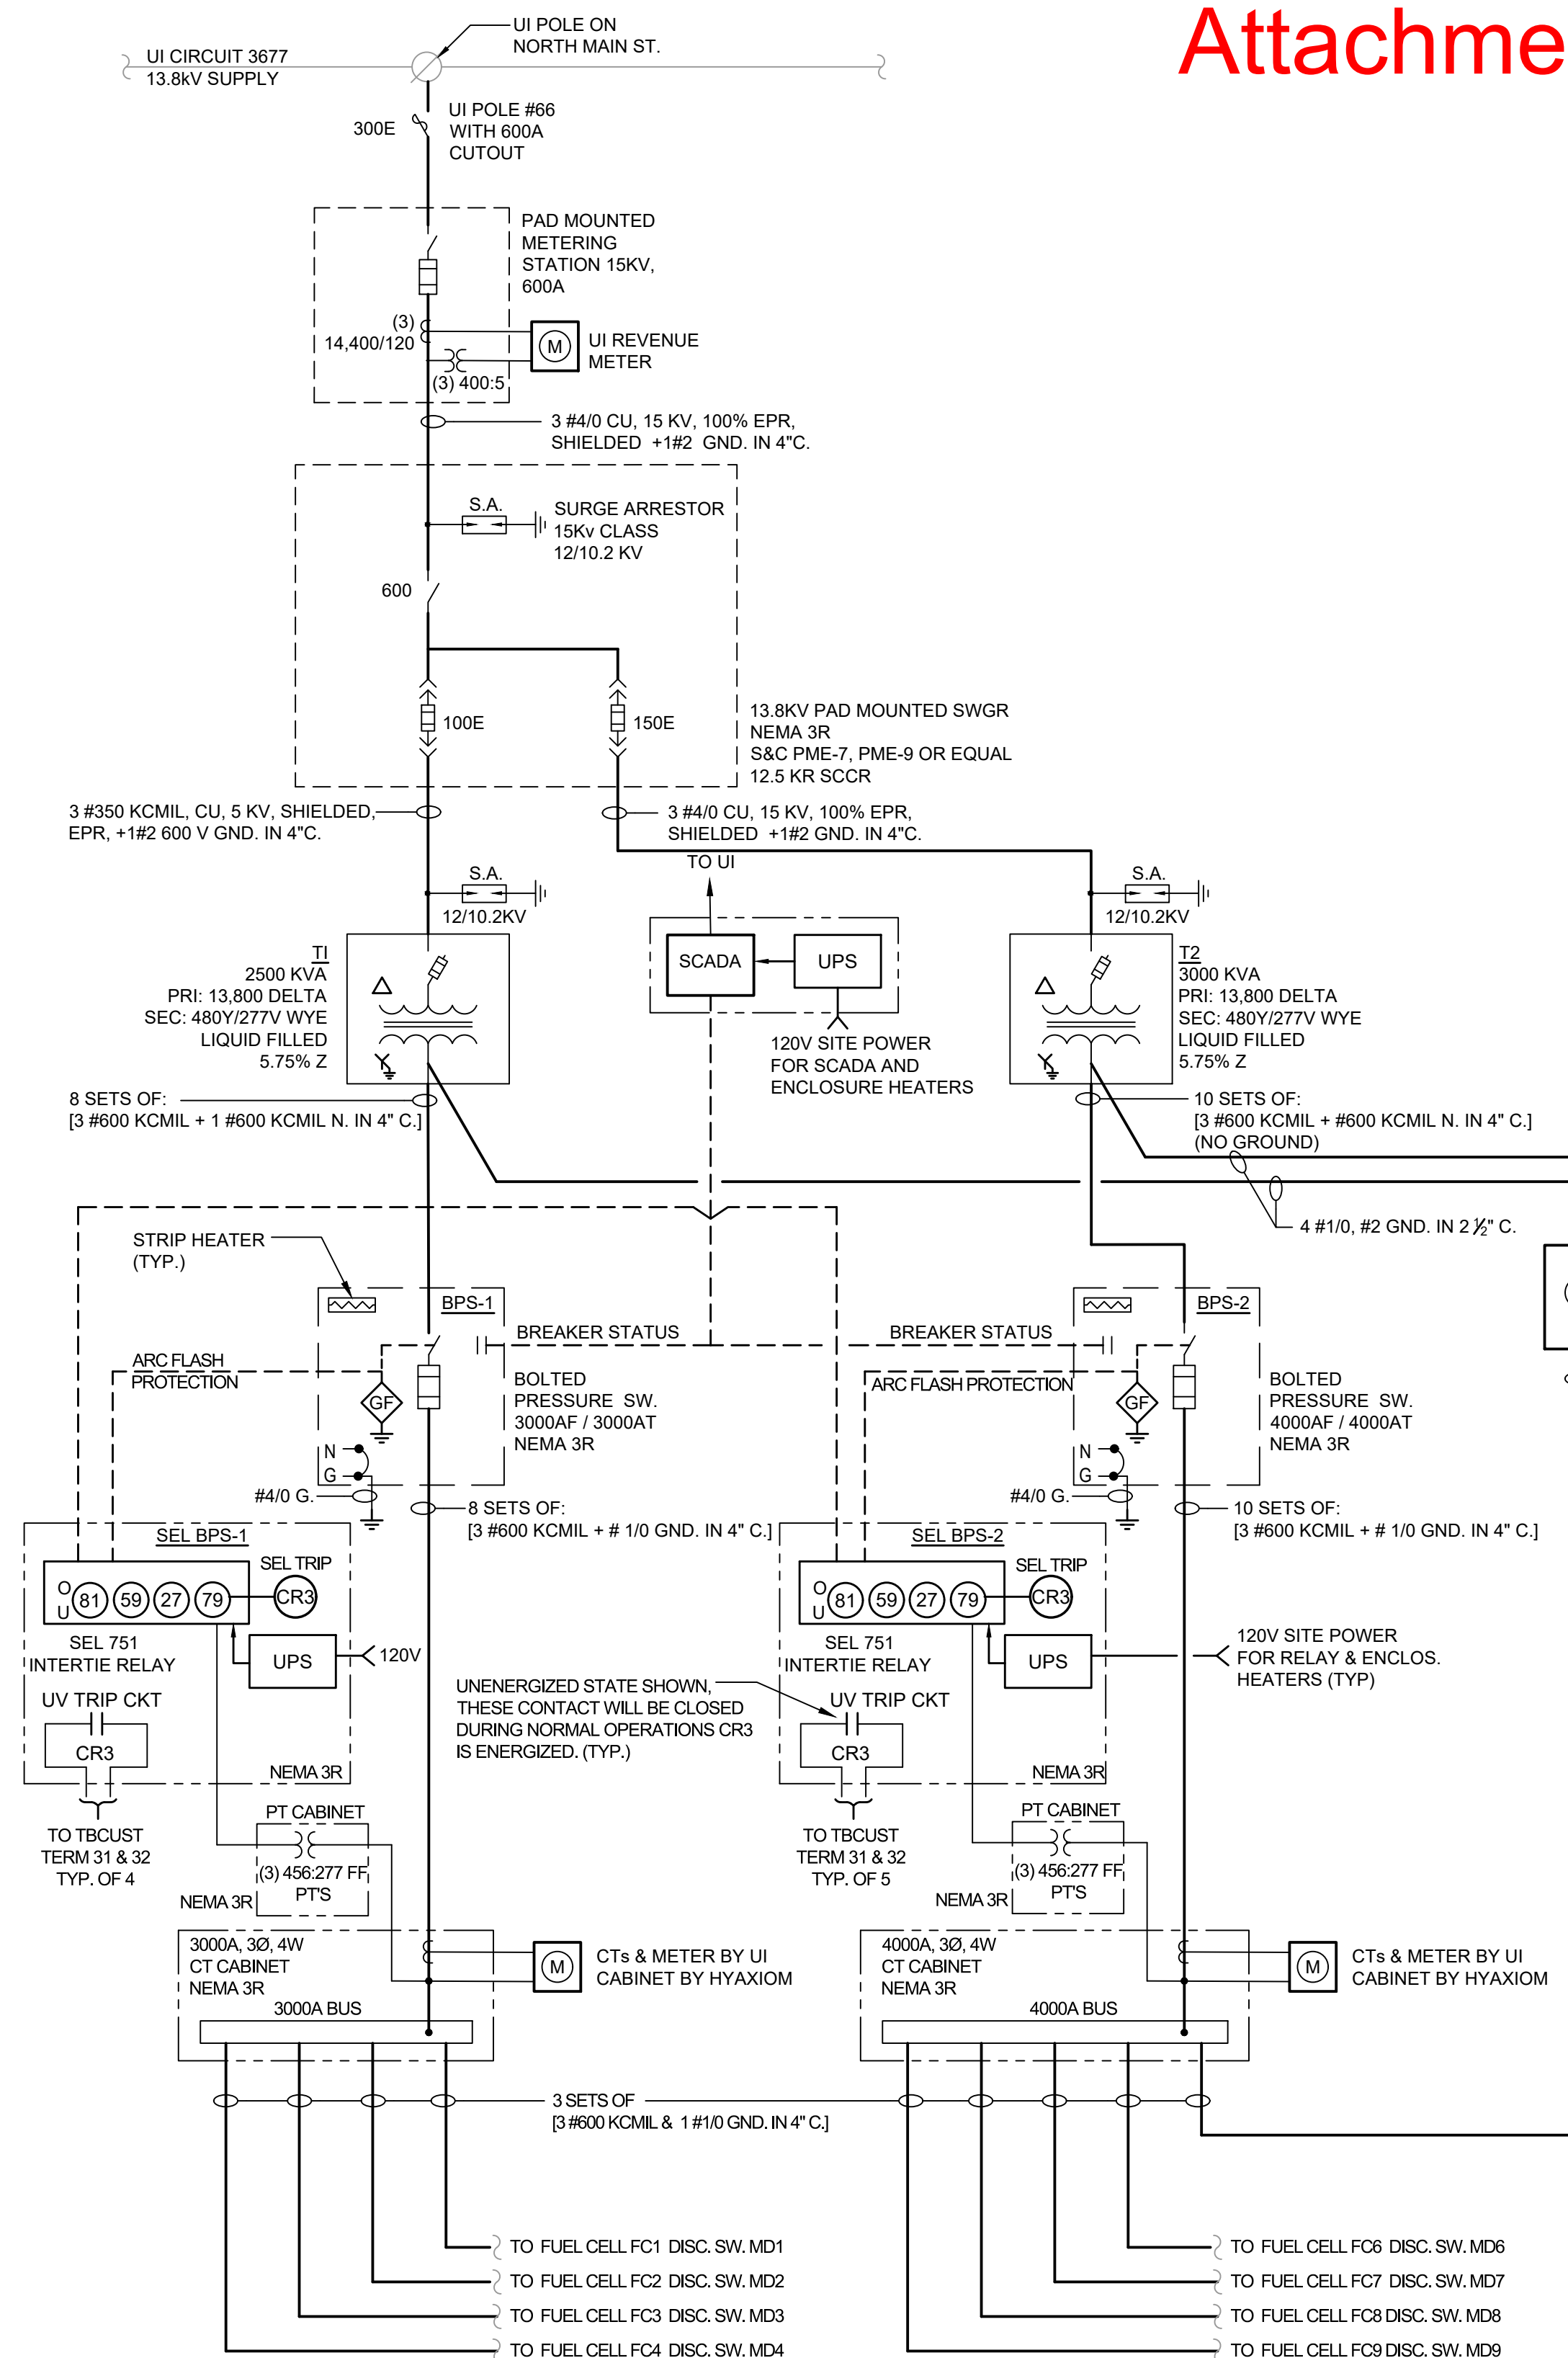 Attachme
UI POLE ON
NORTH MAIN ST.
UI CIRCUIT 3677
13.8kV SUPPLY
300E
UI POLE #66
WITH 600A
CUTOUT
PAD MOUNTED
METERING
STATION 15KV,
600A
(3)
14,400/120
M
UI REVENUE
METER
(3) 400:5
3 #4/0 CU, 15 KV, 100% EPR,
SHIELDED +1#2 GND. IN 4"C.
S.A.
SURGE ARRESTOR
15Kv CLASS
12/10.2 KV
600
100E
150E
13.8KV PAD MOUNTED SWGR
NEMA 3R
S&C PME-7, PME-9 OR EQUAL
12.5 KR SCCR
3 #350 KCMIL, CU, 5 KV, SHIELDED,
EPR, +1#2 600 V GND. IN 4"C.
3 #4/0 CU, 15 KV, 100% EPR,
SHIELDED +1#2 GND. IN 4"C.
TO UI
S.A.
12/10.2KV
S.A.
12/10.2KV
TI
2500 KVA
PRI: 13,800 DELTA
SEC: 480Y/277V WYE
LIQUID FILLED
5.75% Z
SCADA
UPS
120V SITE POWER
FOR SCADA AND
ENCLOSURE HEATERS
T2
3000 KVA
PRI: 13,800 DELTA
SEC: 480Y/277V WYE
LIQUID FILLED
5.75% Z
8 SETS OF:
[3 #600 KCMIL + 1 #600 KCMIL N. IN 4" C.]
10 SETS OF:
[3 #600 KCMIL + #600 KCMIL N. IN 4" C.]
(NO GROUND)
4 #1/0, #2 GND. IN 2 ½" C.
STRIP HEATER
(TYP.)
BPS-1
BREAKER STATUS
BREAKER STATUS
BPS-2
ARC FLASH
PROTECTION
GF
BOLTED
PRESSURE SW.
3000AF / 3000AT
NEMA 3R
ARC FLASH PROTECTION
GF
BOLTED
PRESSURE SW.
4000AF / 4000AT
NEMA 3R
N
G
N
G
#4/0 G.
8 SETS OF:
[3 #600 KCMIL + # 1/0 GND. IN 4" C.]
#4/0 G.
10 SETS OF:
[3 #600 KCMIL + # 1/0 GND. IN 4" C.]
SEL BPS-1
SEL TRIP
O
U
81
59
27
79
CR3
SEL 751
INTERTIE RELAY
UPS
120V
UV TRIP CKT
CR3
NEMA 3R
SEL BPS-2
SEL TRIP
O
U
81
59
27
79
CR3
SEL 751
INTERTIE RELAY
UPS
120V SITE POWER
FOR RELAY & ENCLOS.
HEATERS (TYP)
UNENERGIZED STATE SHOWN,
THESE CONTACT WILL BE CLOSED
DURING NORMAL OPERATIONS CR3
IS ENERGIZED. (TYP.)
UV TRIP CKT
CR3
NEMA 3R
TO TBCUST
TERM 31 & 32
TYP. OF 4
PT CABINET
(3) 456:277 FF
PT'S
NEMA 3R
TO TBCUST
TERM 31 & 32
TYP. OF 5
PT CABINET
(3) 456:277 FF
PT'S
NEMA 3R
3000A, 3Ø, 4W
CT CABINET
NEMA 3R
3000A BUS
M
CTs & METER BY UI
CABINET BY HYAXIOM
4000A, 3Ø, 4W
CT CABINET
NEMA 3R
4000A BUS
M
CTs & METER BY UI
CABINET BY HYAXIOM
3 SETS OF
[3 #600 KCMIL & 1 #1/0 GND. IN 4" C.]
TO FUEL CELL FC1 DISC. SW. MD1
TO FUEL CELL FC2 DISC. SW. MD2
TO FUEL CELL FC3 DISC. SW. MD3
TO FUEL CELL FC4 DISC. SW. MD4
TO FUEL CELL FC6 DISC. SW. MD6
TO FUEL CELL FC7 DISC. SW. MD7
TO FUEL CELL FC8 DISC. SW. MD8
TO FUEL CELL FC9 DISC. SW. MD9